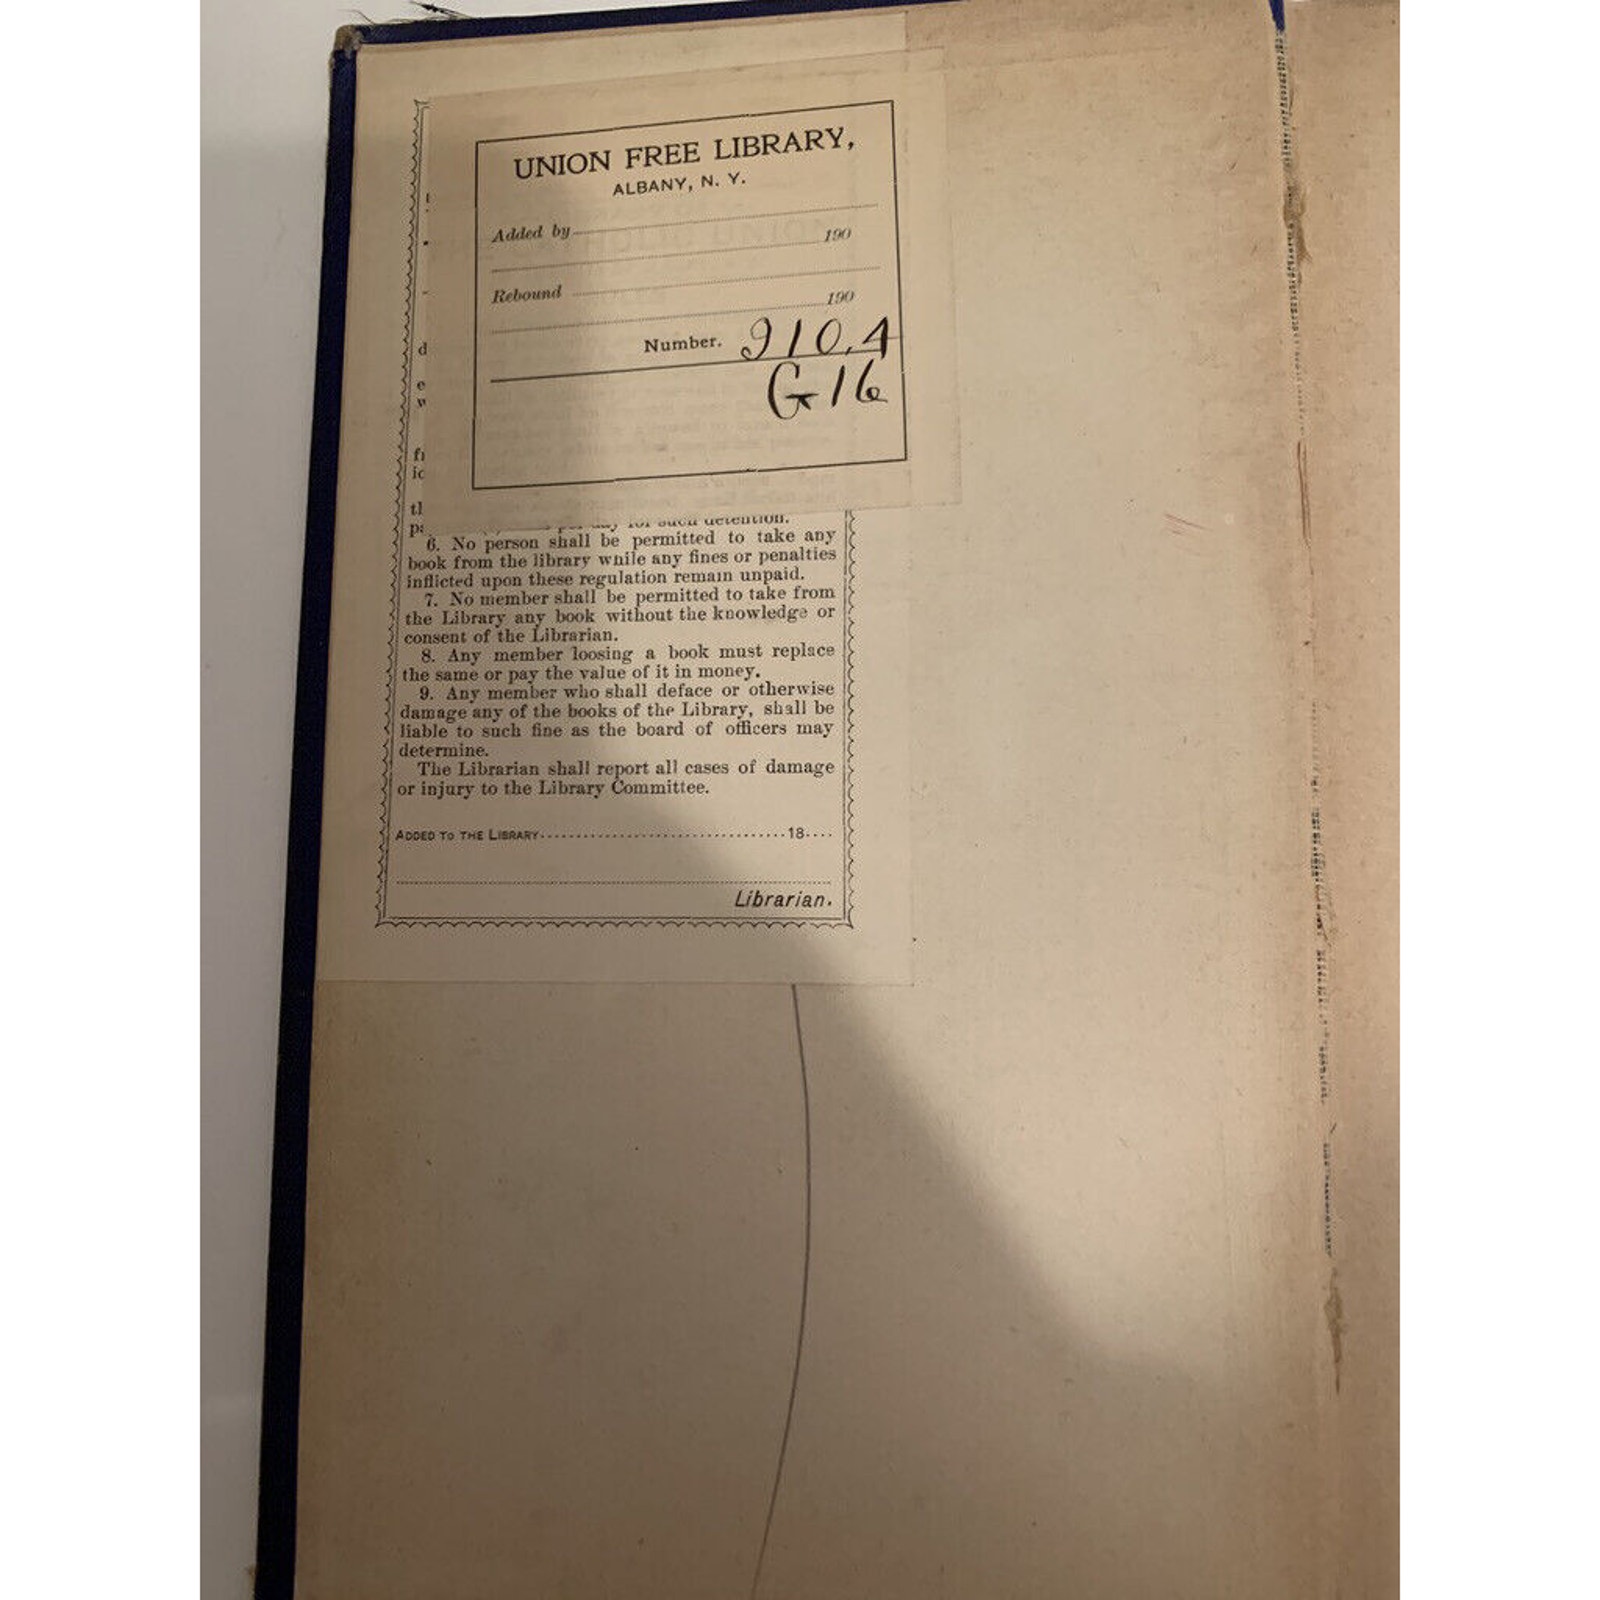 UNION FREE LIBRARY,
ALBANY, N. Y.
Added by
190
Rebound
190
Number. 910.4
G16
d
e
w
fi
ic
tl
for such detention.
6. No person shall be permitted to take any
book from the library while any fines or penalties
inflicted upon these regulation remain unpaid.
7. No member shall be permitted to take from
the Library any book without the knowledge or
consent of the Librarian.
8. Any member loosing a book must replace
the same or pay the value of it in money.
9. Any member who shall deface or otherwise
damage any of the books of the Library, shall be
liable to such fine as the board of officers may
determine.
The Librarian shall report all cases of damage
or injury to the Library Committee.
ADDED TO THE LIBRARY.................................18....
Librarian.